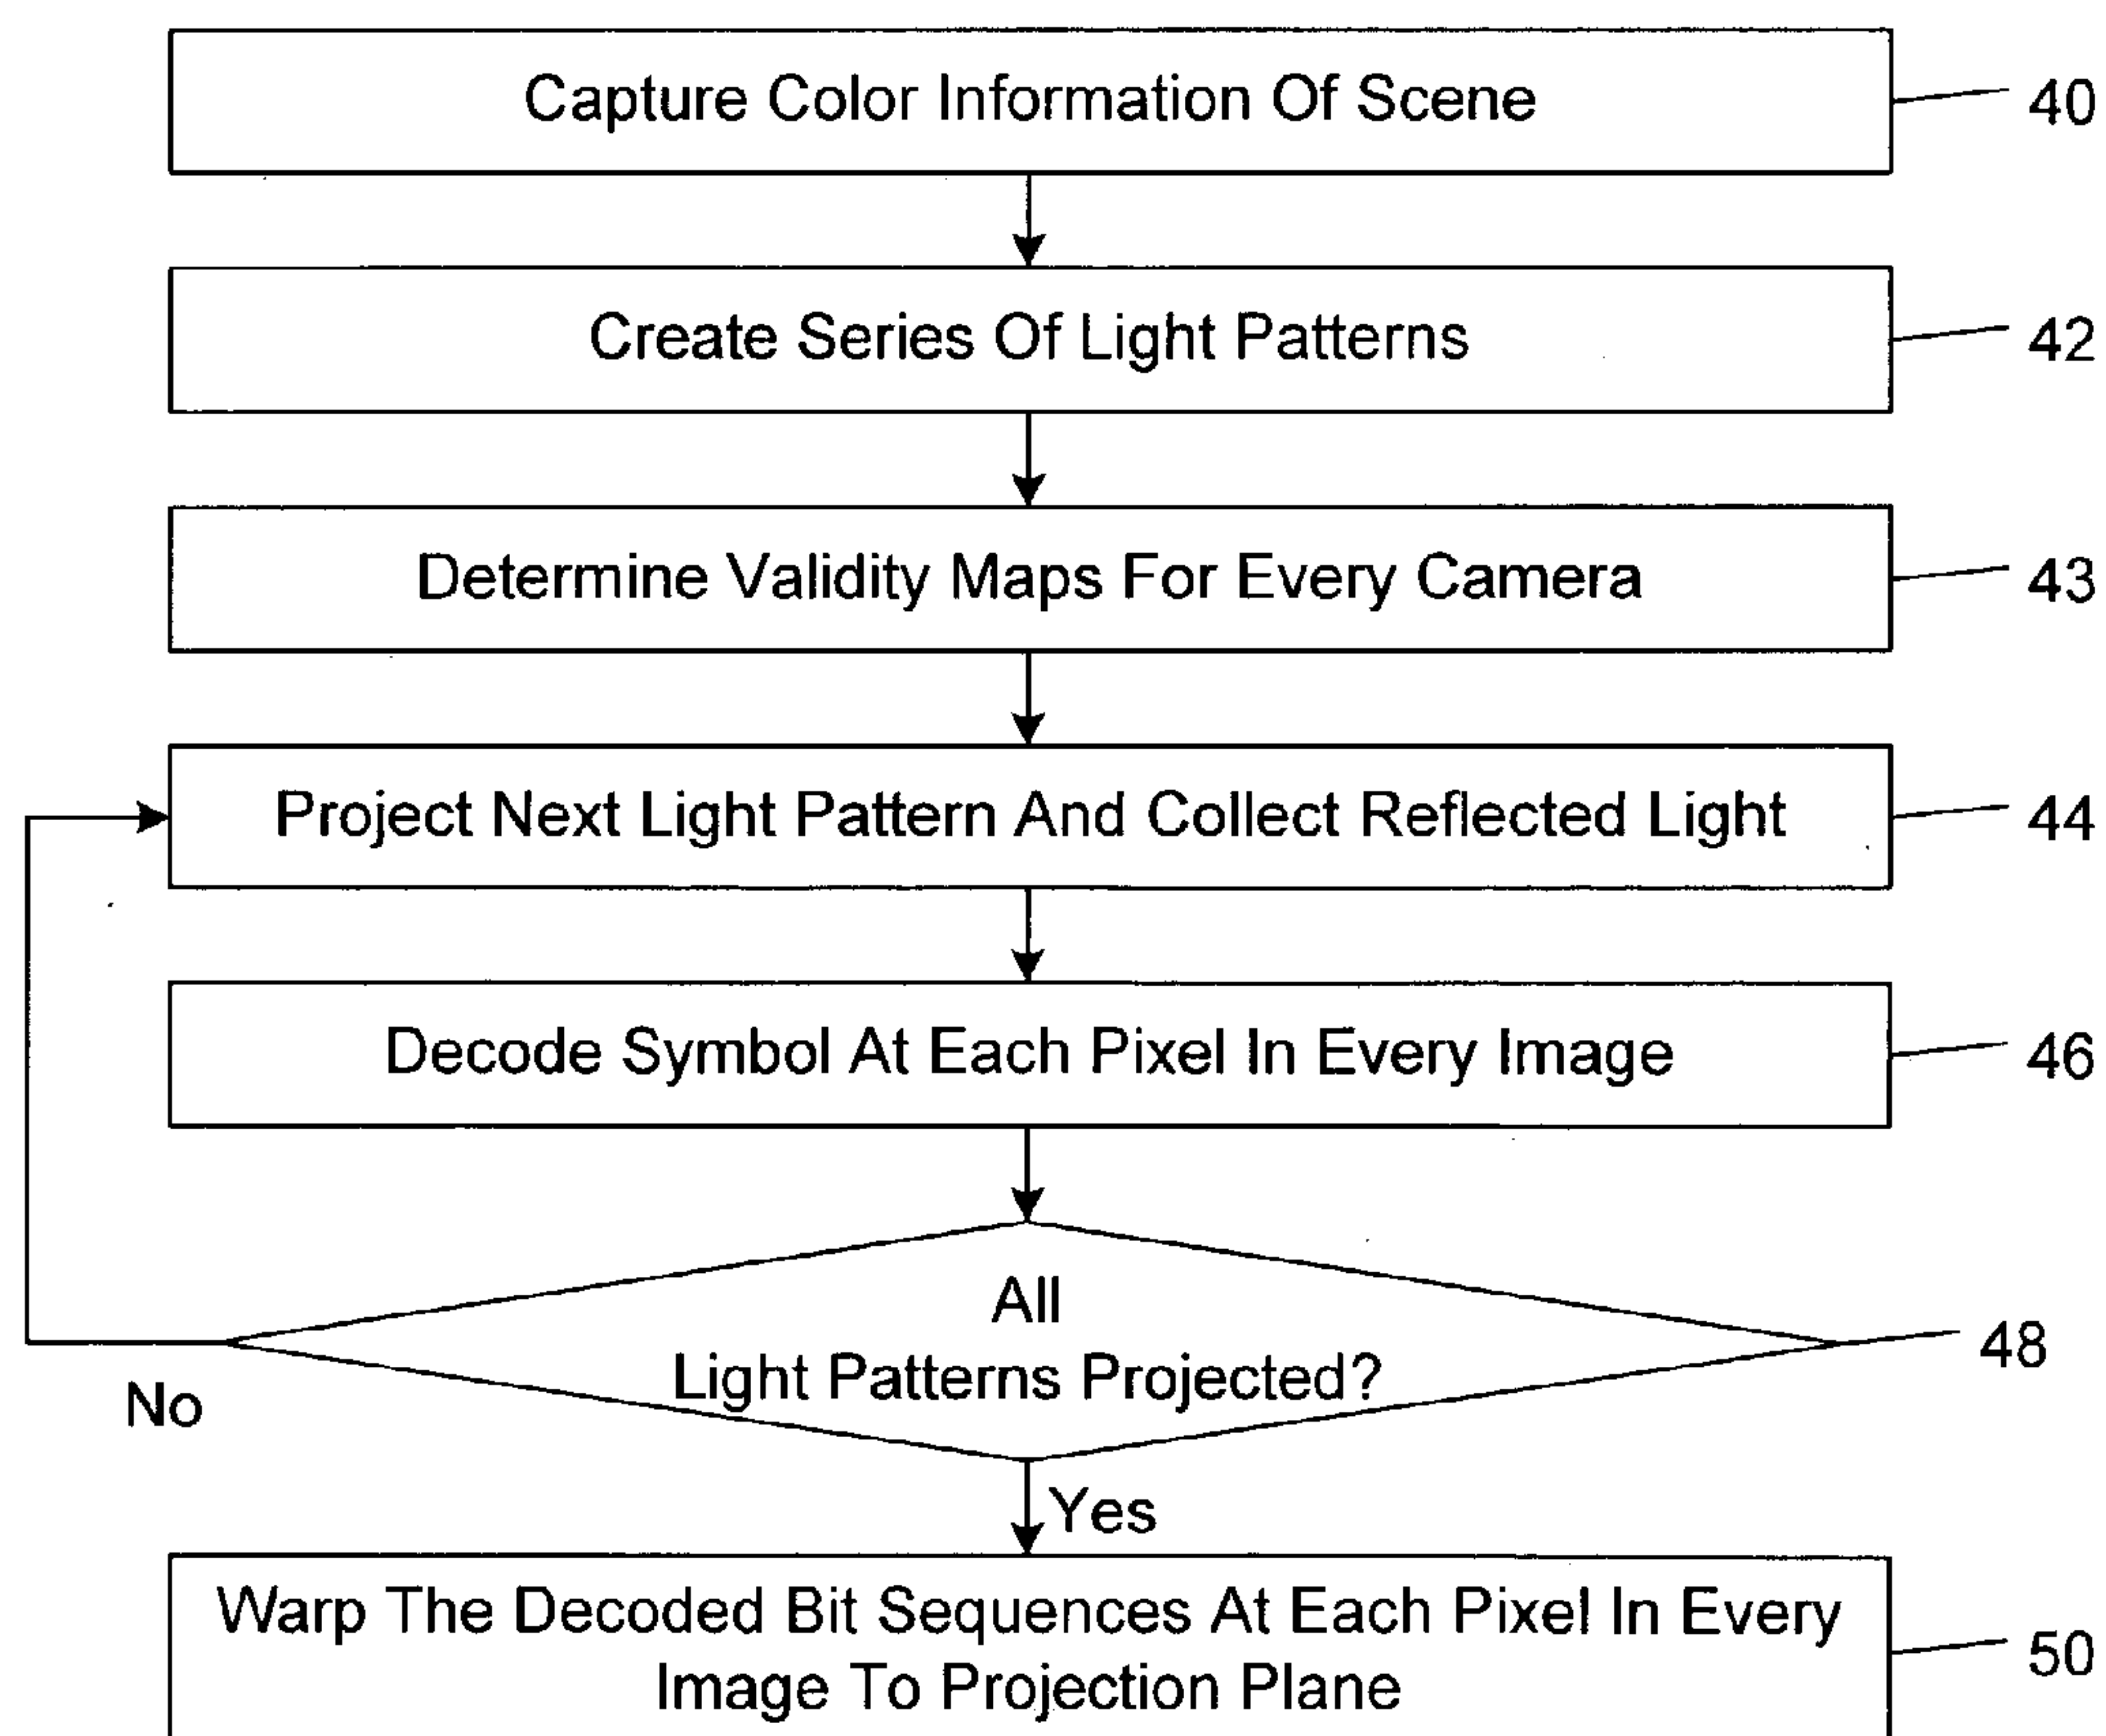 Capture Color Information Of Scene
40
Create Series Of Light Patterns
42
Determine Validity Maps For Every Camera
43
Project Next Light Pattern And Collect Reflected Light
44
Decode Symbol At Each Pixel In Every Image
46
All
Light Patterns Projected?
48
No
Yes
Warp The Decoded Bit Sequences At Each Pixel In Every
Image To Projection Plane
50